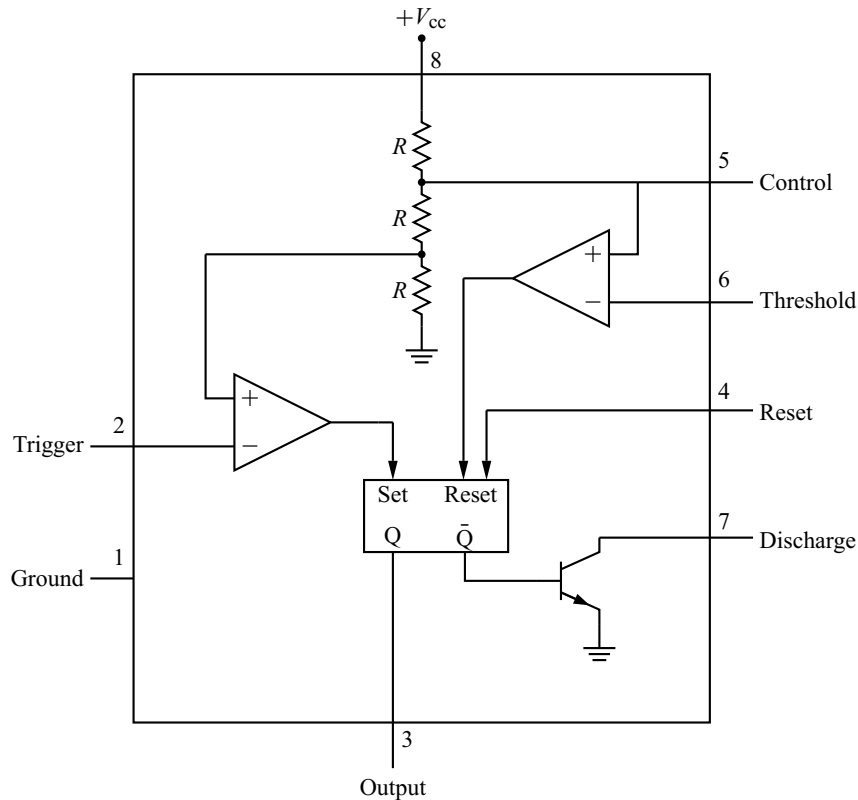 +Vcc
8
R
5
Control
R
+
6
R
−
Threshold
4
Reset
+
2
Trigger
−
Set Reset
7
Q Q̄
Discharge
1
Ground
3
Output